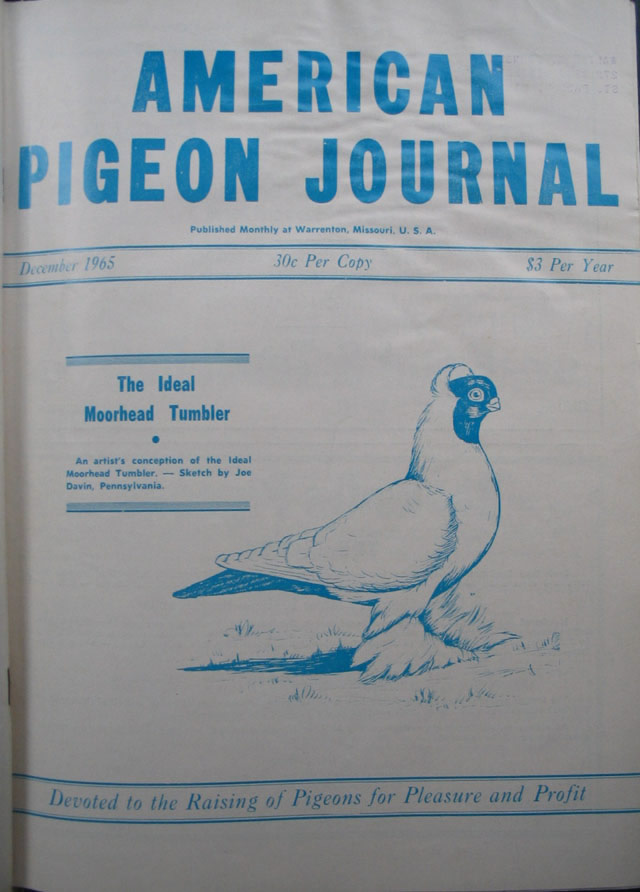 AMERICAN
PIGEON JOURNAL
Published Monthly at Warrenton, Missouri, U. S. A.
December 1965 30c Per Copy $3 Per Year
The Ideal
Moorhead Tumbler
An artist's conception of the Ideal
Moorhead Tumbler. — Sketch by Joe
Davin, Pennsylvania.
Devoted to the Raising of Pigeons for Pleasure and Profit